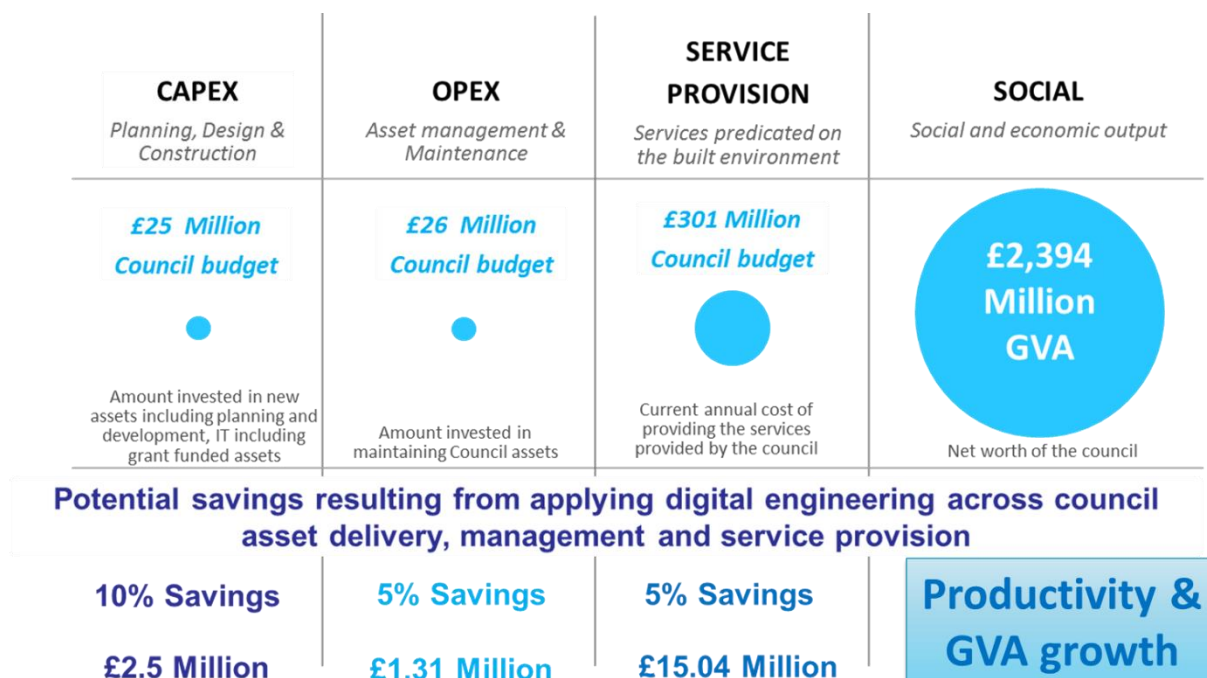 CAPEX
Planning, Design &
Construction
OPEX
Asset management &
Maintenance
SERVICE
PROVISION
Services predicated on
the built environment
SOCIAL
Social and economic output
£25 Million
Council budget
£26 Million
Council budget
£301 Million
Council budget
£2,394
Million
GVA
Amount invested in new
assets including planning and
development, IT including
grant funded assets
Amount invested in
maintaining Council assets
Current annual cost of
providing the services
provided by the council
Net worth of the council
Potential savings resulting from applying digital engineering across council
asset delivery, management and service provision
10% Savings
£2.5 Million
5% Savings
£1.31 Million
5% Savings
£15.04 Million
Productivity &
GVA growth